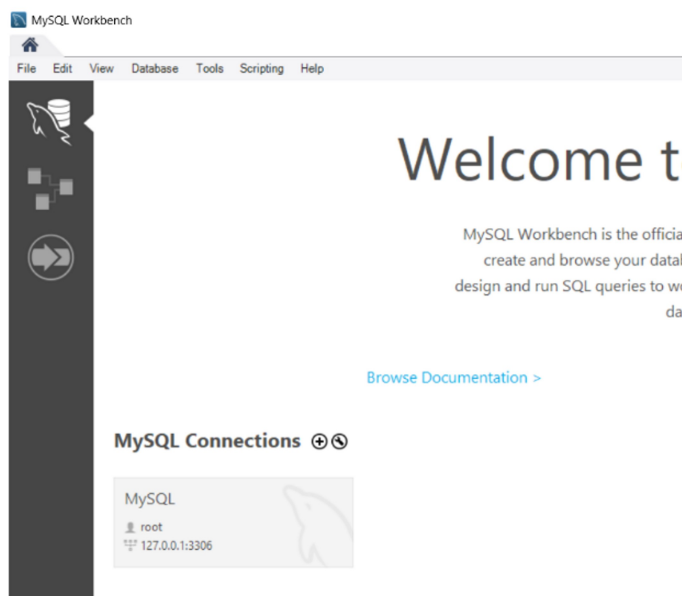 MySQL Workbench
File Edit View Database Tools Scripting Help
Welcome t
MySQL Workbench is the officia
create and browse your datal
design and run SQL queries to w
da
Browse Documentation >
MySQL Connections
MySQL
root
127.0.0.1:3306